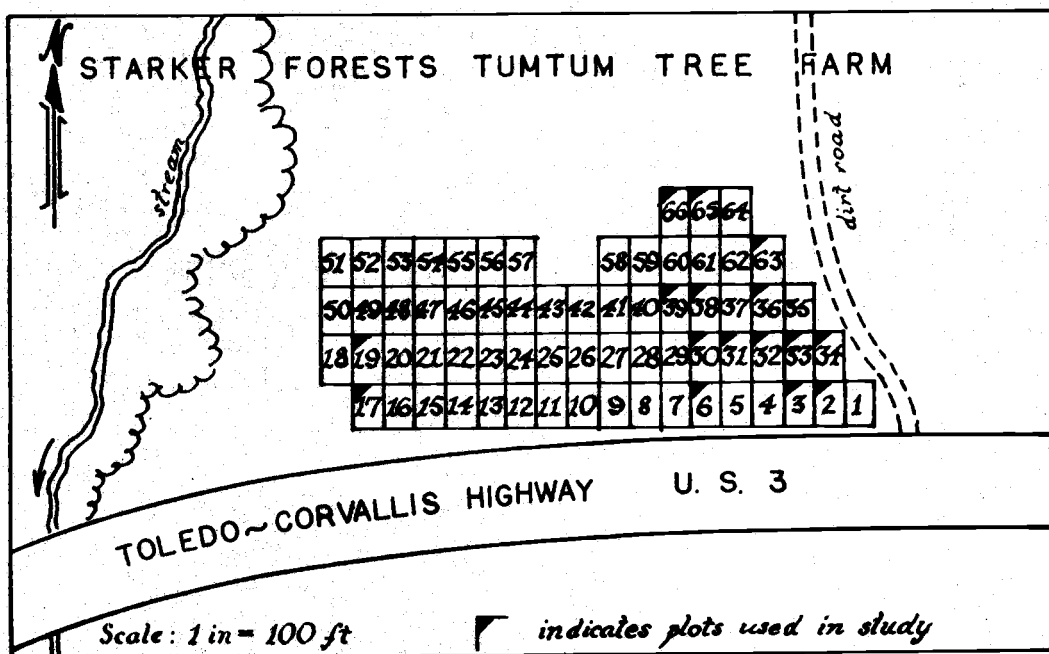 N
STARKER FORESTS TUMTUM TREE FARM
stream
dirt road
66 65 64
51 52 53 54 55 56 57 58 59 60 61 62 63
50 49 48 47 46 45 44 43 42 41 40 39 38 37 36 35
18 19 20 21 22 23 24 25 26 27 28 29 30 31 32 33 34
17 16 15 14 13 12 11 10 9 8 7 6 5 4 3 2 1
TOLEDO~CORVALLIS HIGHWAY U. S. 3
Scale: 1 in = 100 ft
indicates plots used in study